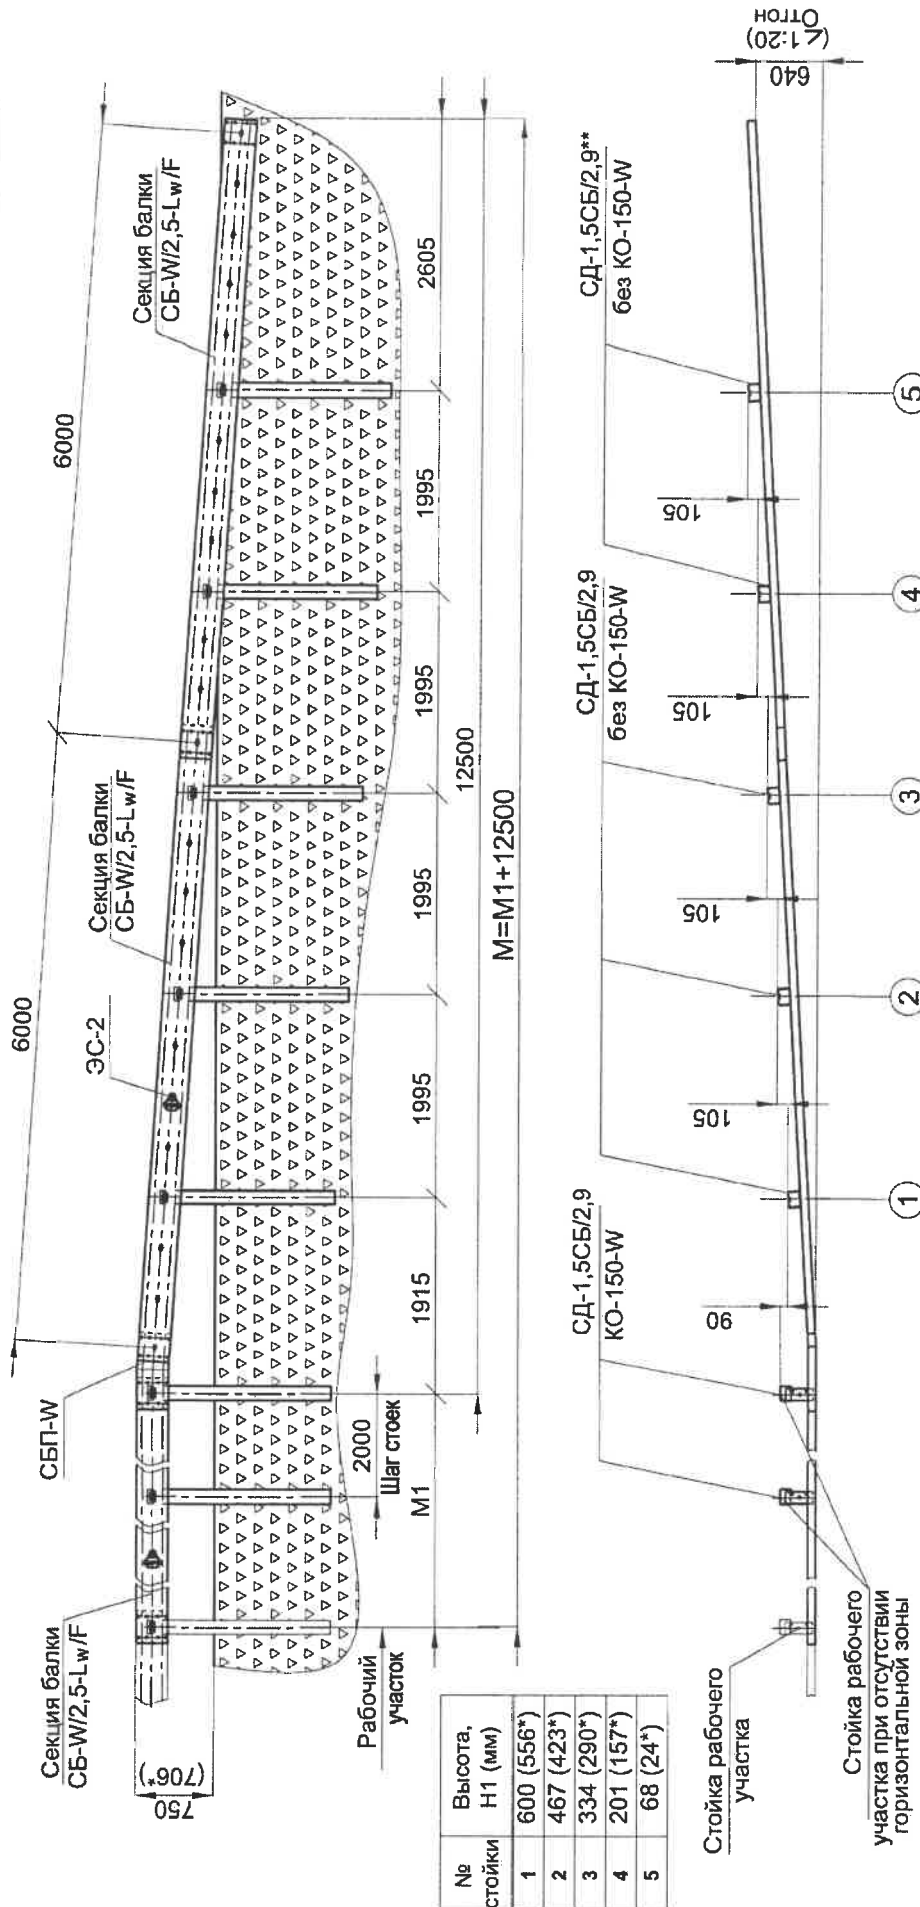 6000
6000
Секция балки
СБ-W/2,5-Lw/F
СБП-W
ЭС-2
Секция балки
СБ-W/2,5-Lw/F
Секция балки
СБ-W/2,5-Lw/F
750
(706*)
Рабочий
участок
2000
Шаг стоек
М1
1915
1995
1995
1995
1995
2605
12500
М=М1+12500
№
стойки
Высота,
Н1 (мм)
1
600 (556*)
2
467 (423*)
3
334 (290*)
4
201 (157*)
5
68 (24*)
СД-1,5СБ/2,9
КО-150-W
СД-1,5СБ/2,9
без КО-150-W
СД-1,5СБ/2,9**
без КО-150-W
90
105
105
105
105
640
(∠1:20)
Отгон
Стойка рабочего
участка
Стойка рабочего
участка при отсутствии
горизонтальной зоны
1
2
3
4
5